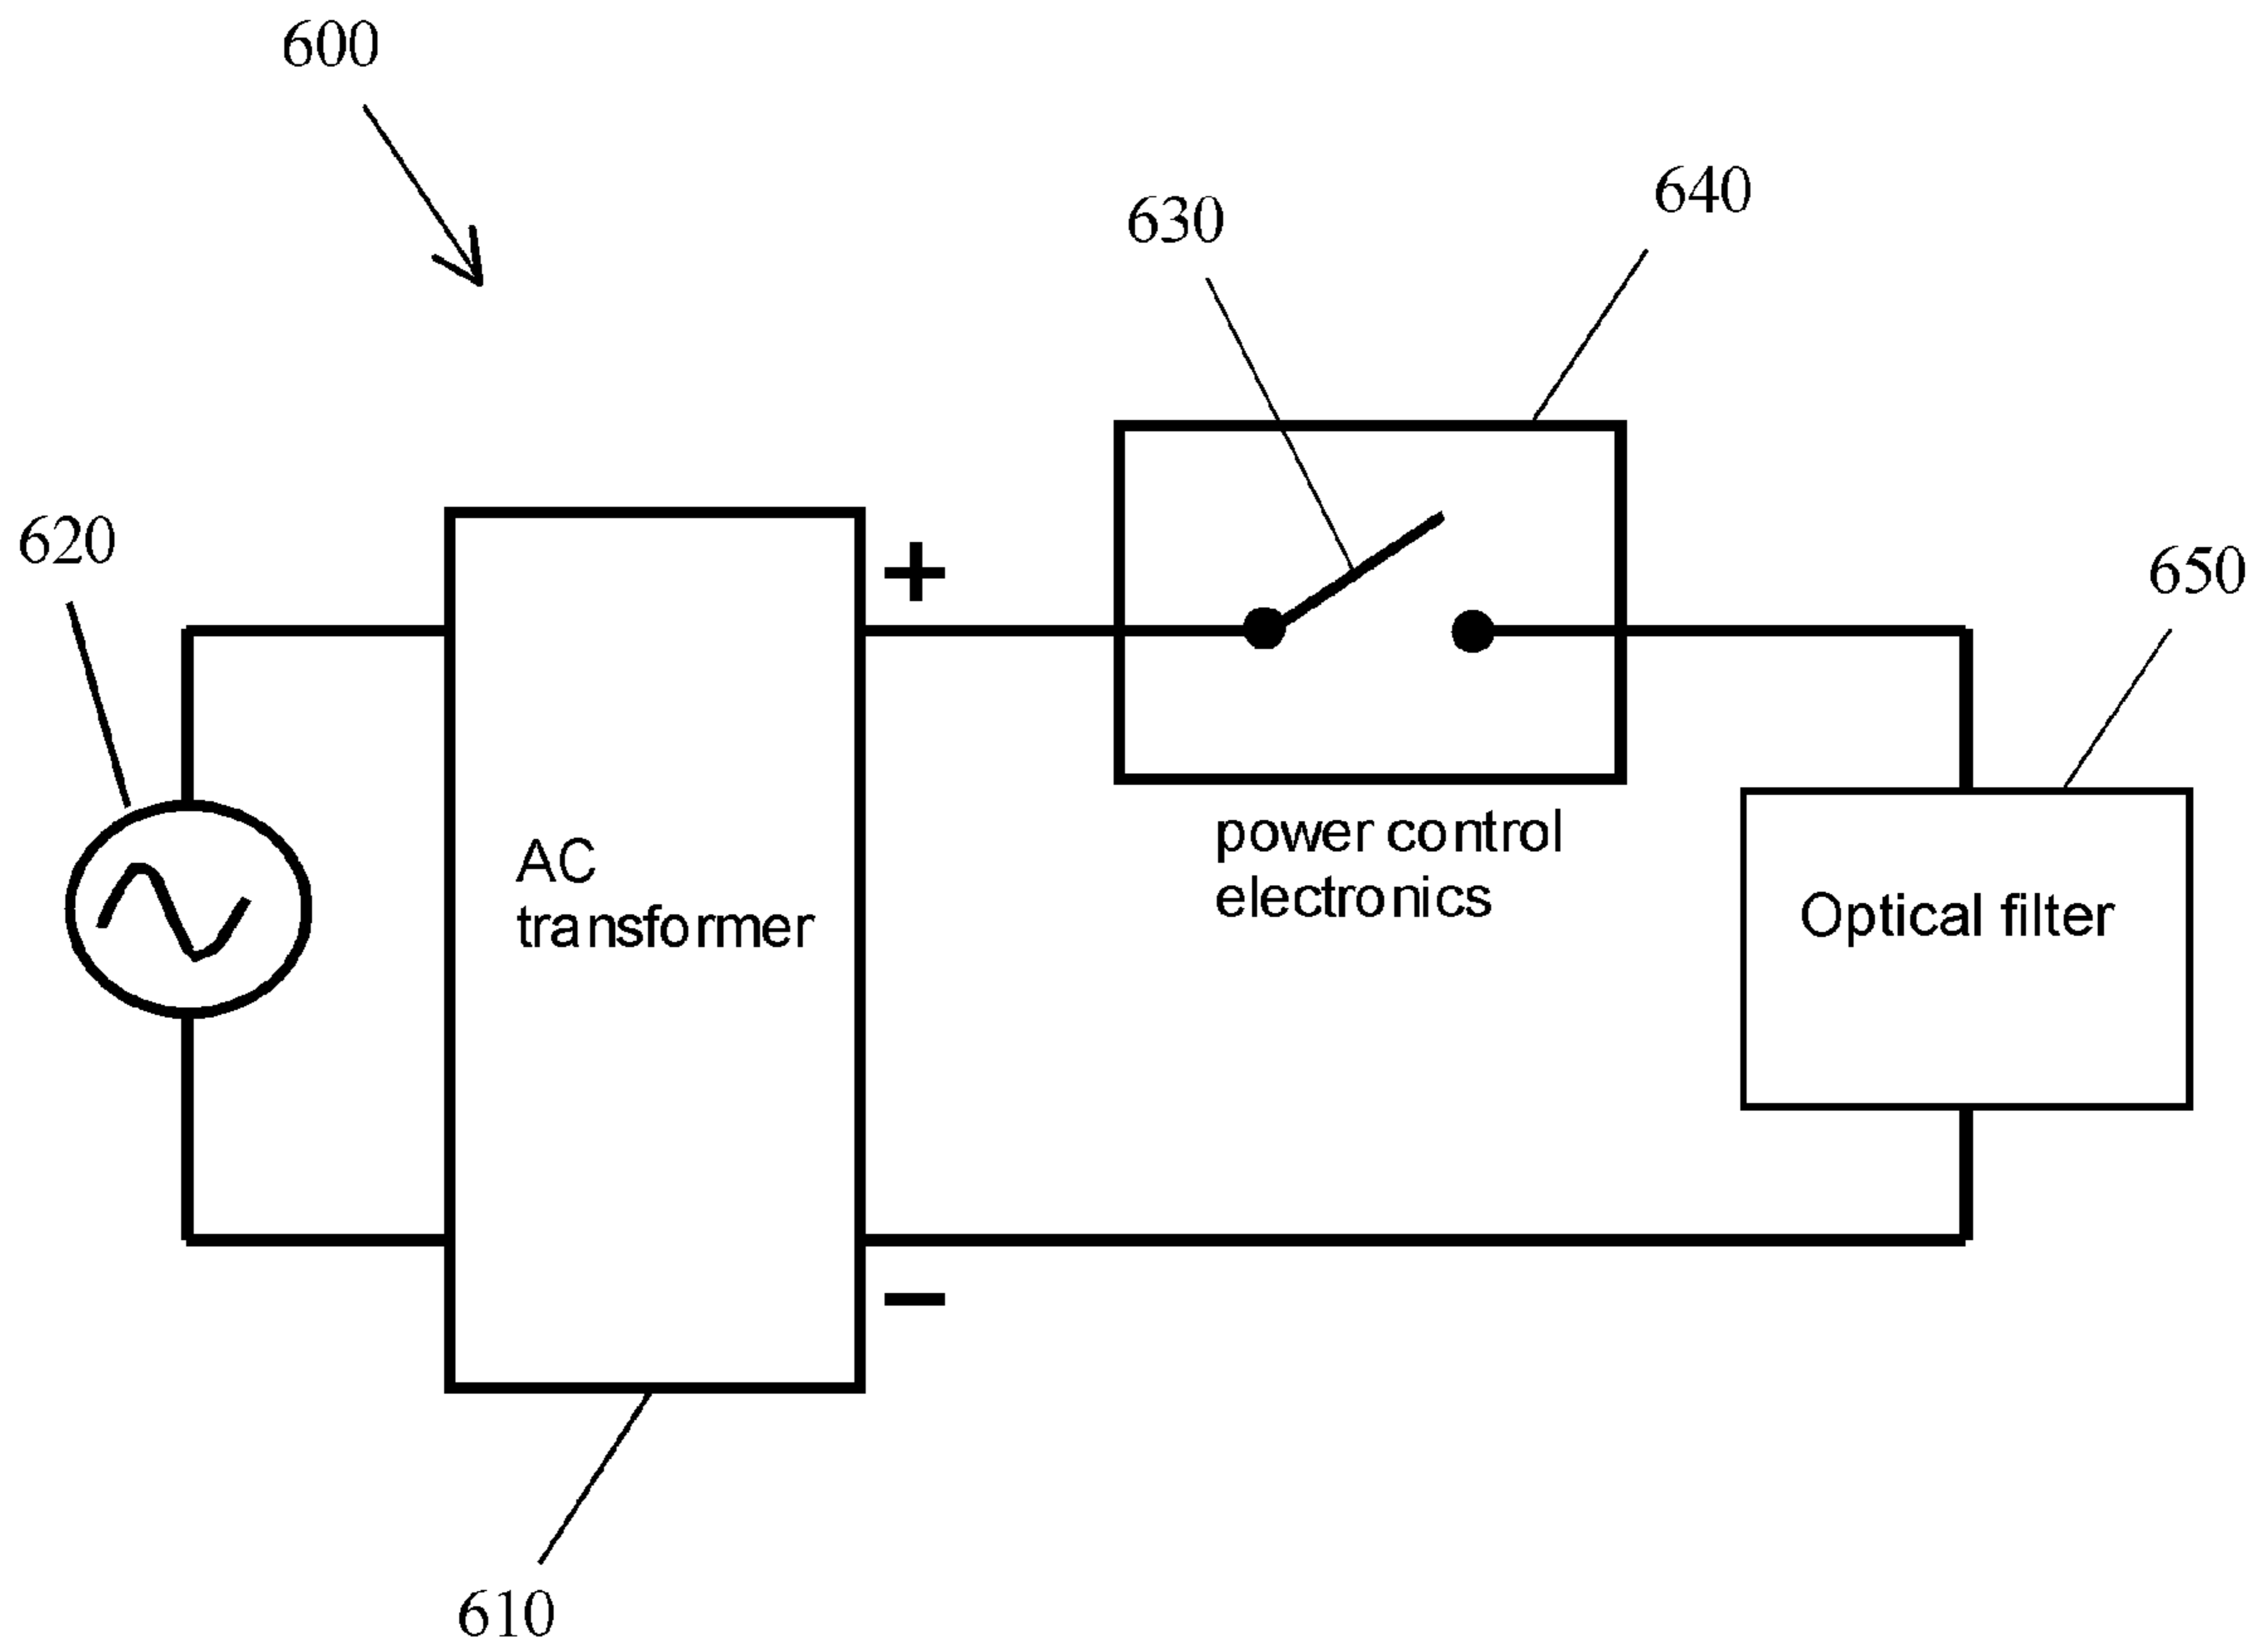 600
630
640
620
650
+
AC
transformer
power control
electronics
Optical filter
−
610